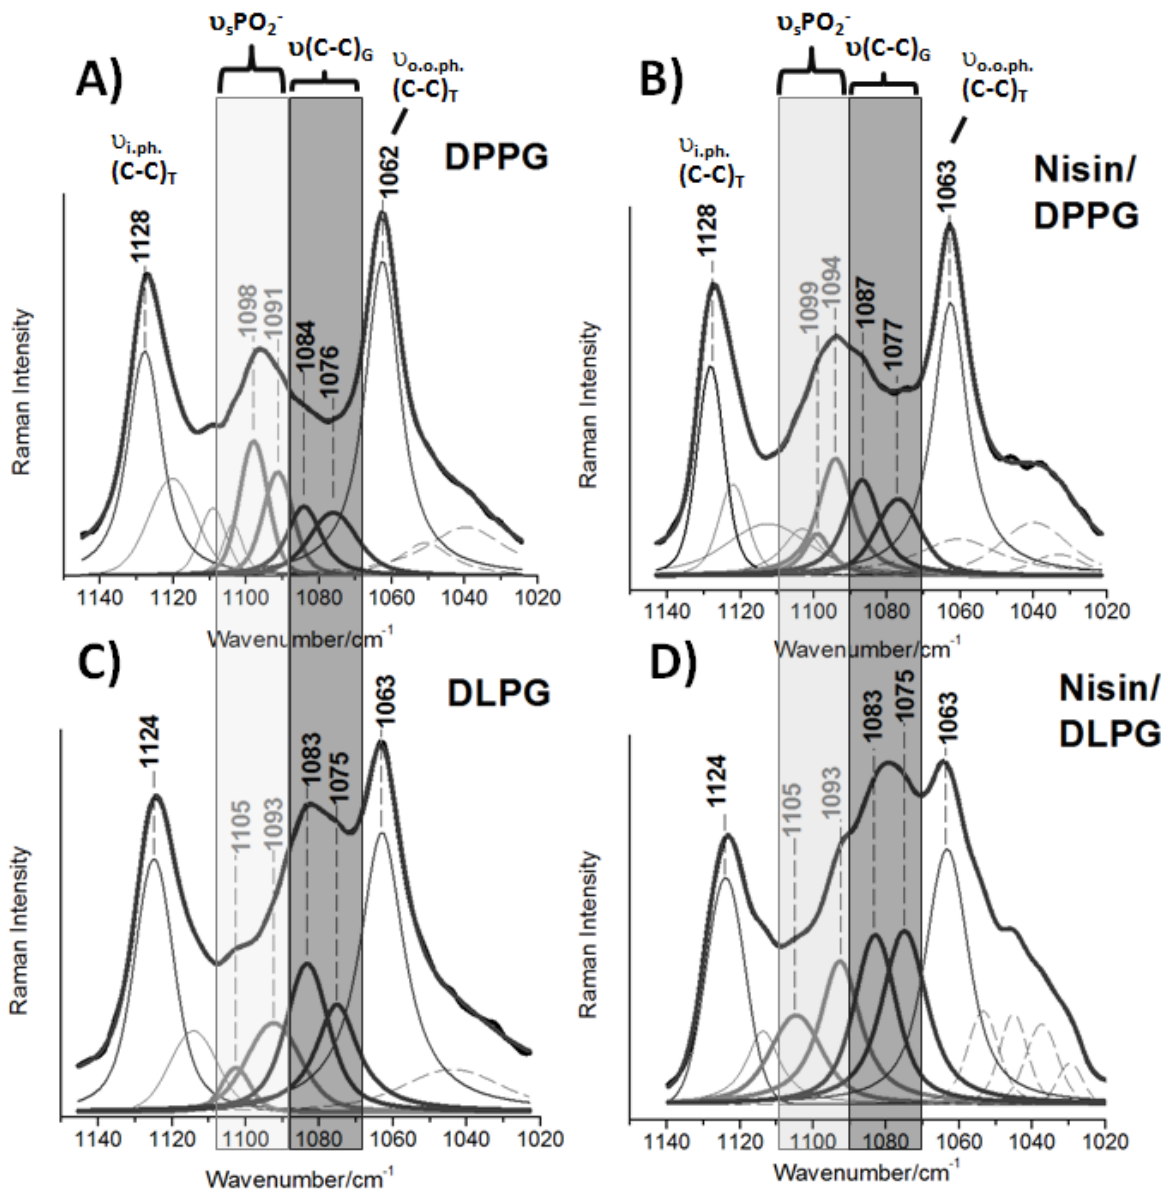 A)
υsPO2-
υ(C-C)G
υo.o.ph.
(C-C)T
υi.ph.
(C-C)T
DPPG
1128
1098
1091
1084
1076
1062
Raman Intensity
1140 1120 1100 1080 1060 1040 1020
Wavenumber/cm-1
B)
υsPO2-
υ(C-C)G
υo.o.ph.
(C-C)T
υi.ph.
(C-C)T
Nisin/
DPPG
1128
1099
1094
1087
1077
1063
Raman Intensity
1140 1120 1100 1080 1060 1040 1020
Wavenumber/cm-1
C)
DLPG
1124
1105
1093
1083
1075
1063
Raman Intensity
1140 1120 1100 1080 1060 1040 1020
Wavenumber/cm-1
D)
Nisin/
DLPG
1124
1105
1093
1083
1075
1063
Raman Intensity
1140 1120 1100 1080 1060 1040 1020
Wavenumber/cm-1